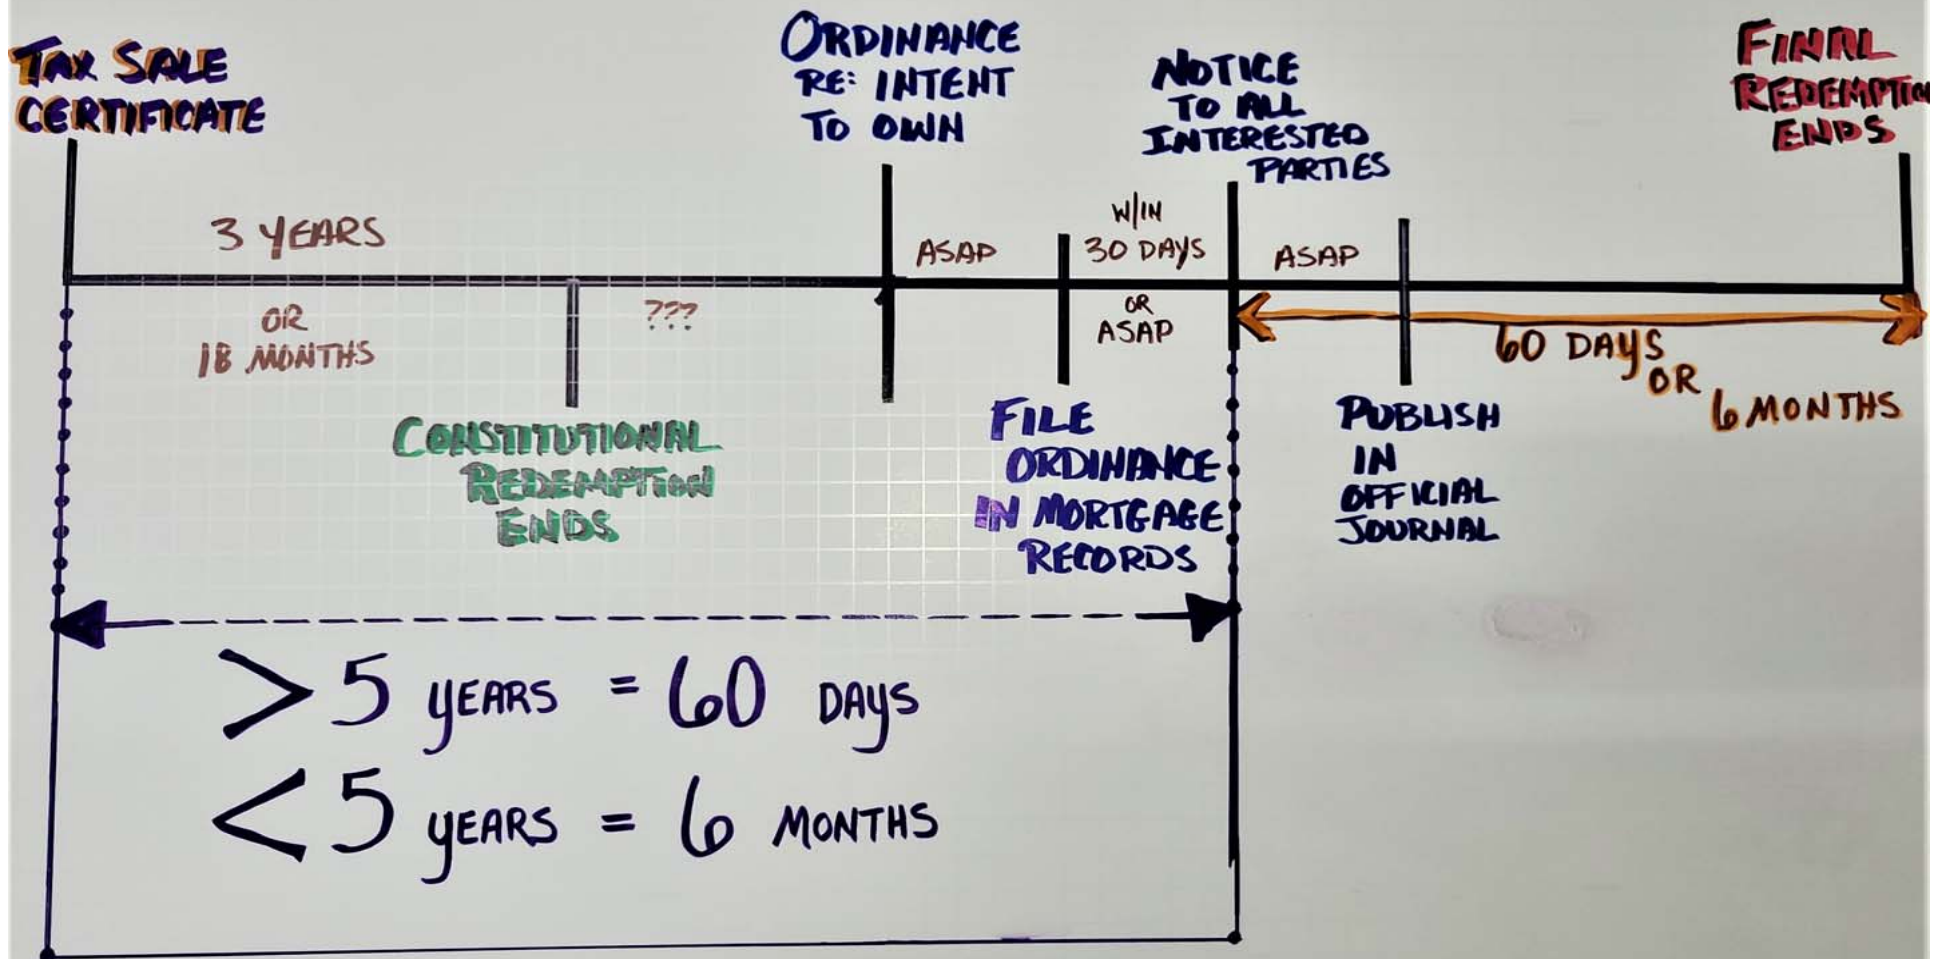 TAX SALE
CERTIFICATE
3 YEARS
OR
18 MONTHS
CONSTITUTIONAL
REDEMPTION
ENDS
???
ORDINANCE
RE: INTENT
TO OWN
ASAP
FILE
ORDINANCE
IN MORTGAGE
RECORDS
W/IN
30 DAYS
OR
ASAP
NOTICE
TO ALL
INTERESTED
PARTIES
ASAP
PUBLISH
IN
OFFICIAL
JOURNAL
60 DAYS
OR
6 MONTHS
FINAL
REDEMPTION
ENDS
> 5 YEARS = 60 DAYS
< 5 YEARS = 6 MONTHS